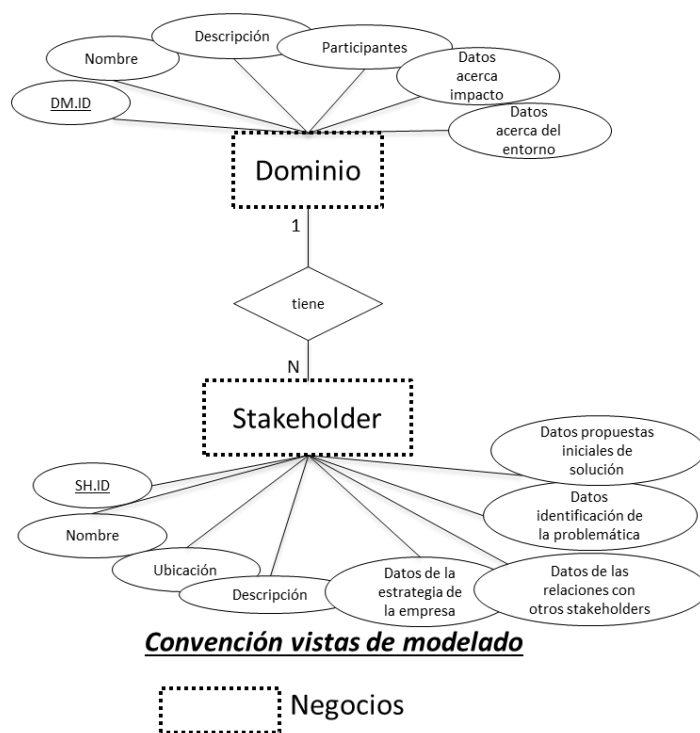 Descripción
Participantes
Nombre
Datos
acerca
impacto
DM.ID
Datos
acerca del
entorno
Dominio
1
tiene
N
Stakeholder
Datos propuestas
iniciales de
solución
SH.ID
Datos
identificación de
la problemática
Nombre
Ubicación
Descripción
Datos de la
estrategia de
la empresa
Datos de las
relaciones con
otros stakeholders
Convención vistas de modelado
Negocios